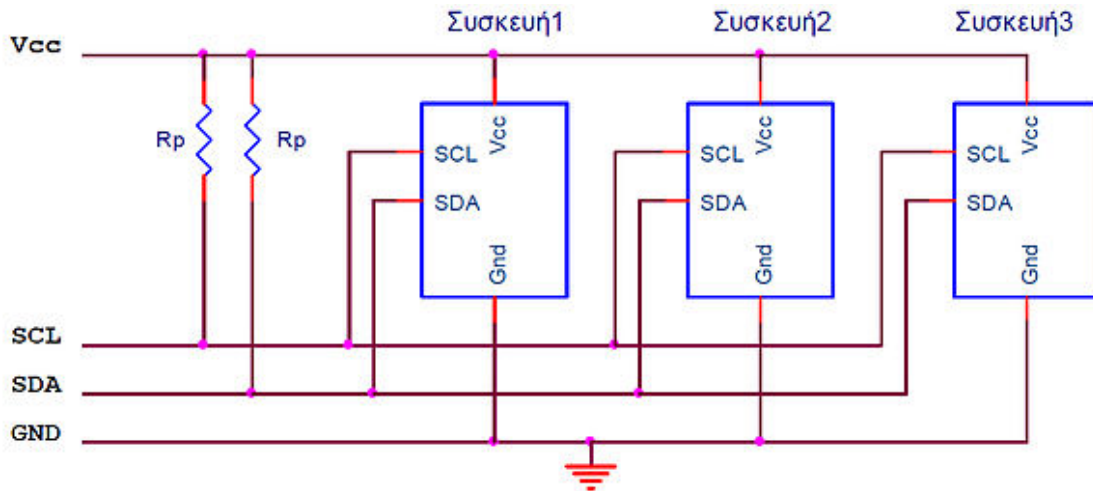 Συσκευή1 Συσκευή2 Συσκευή3
Vcc
Rp Rp
Vcc Vcc Vcc
SCL SCL SCL
SDA SDA SDA
Gnd Gnd Gnd
SCL
SDA
GND